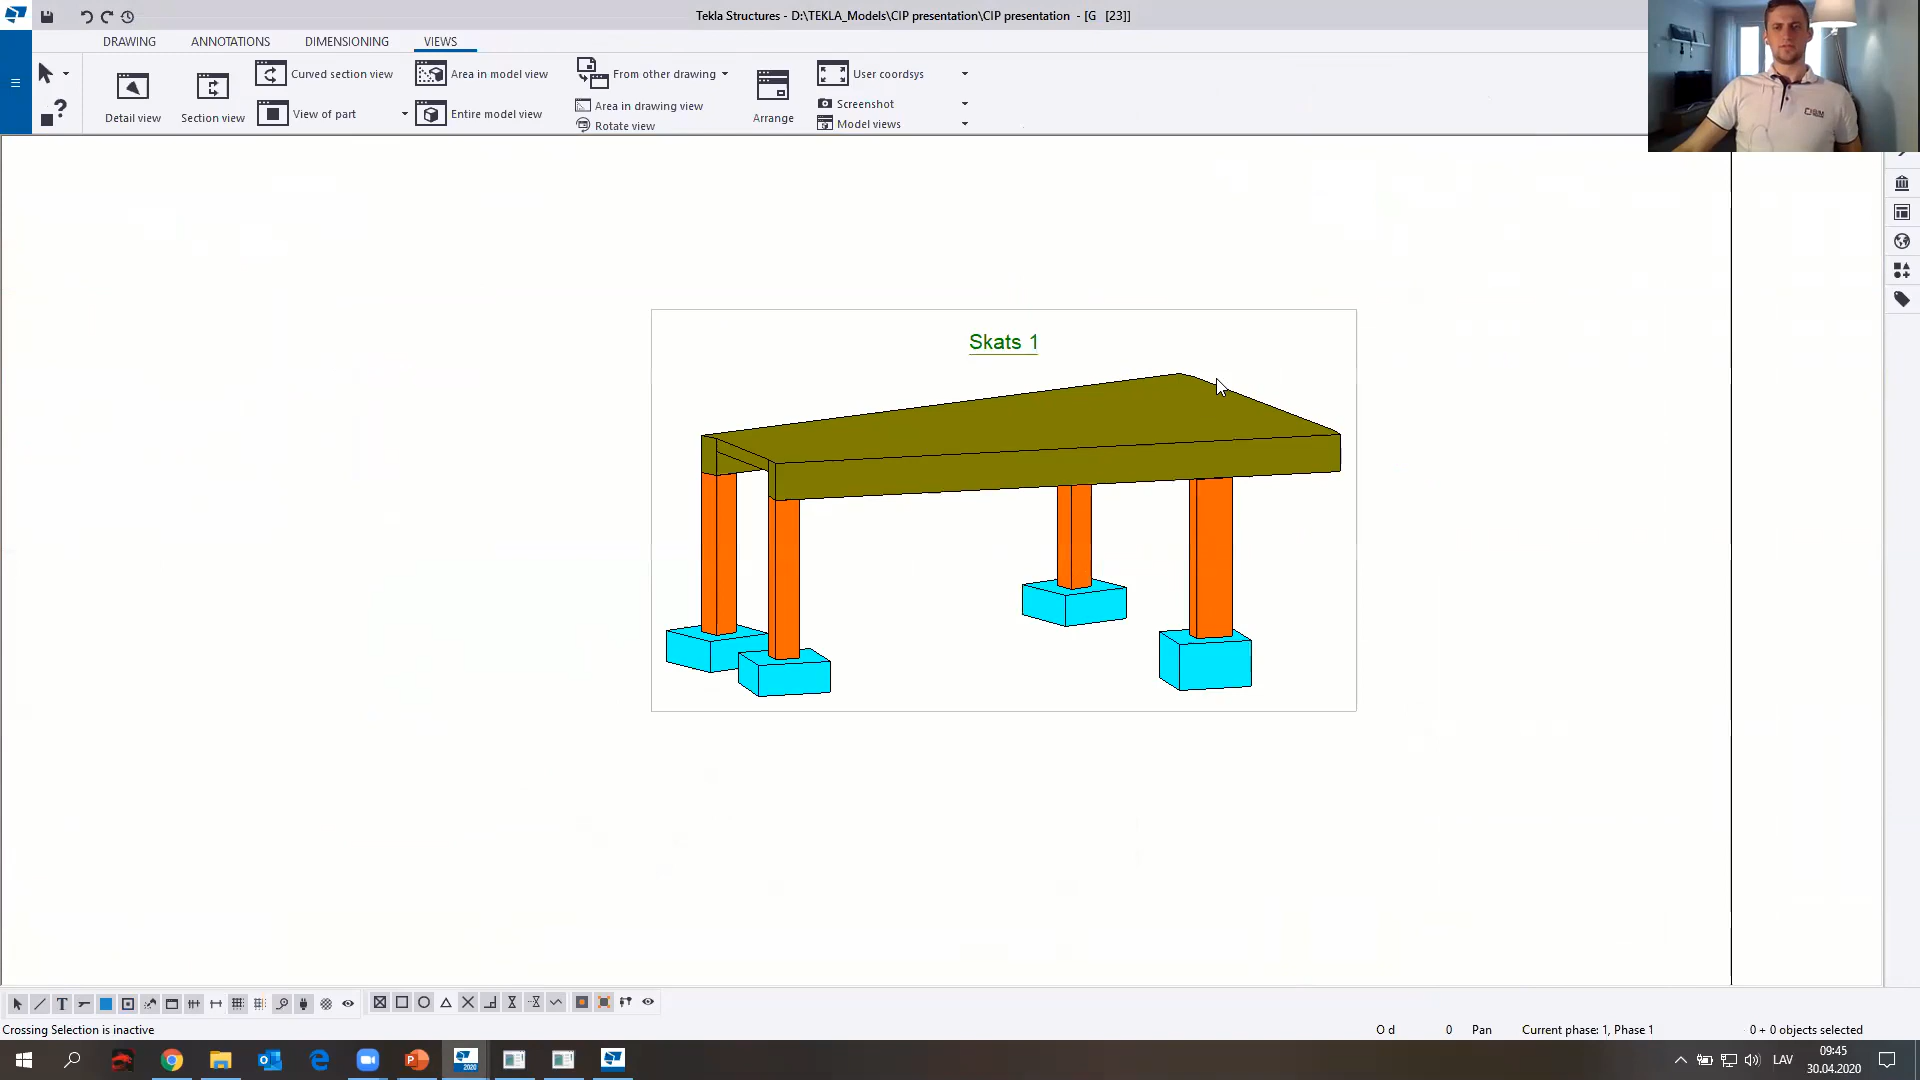 Tekla Structures - D:\TEKLA_Models\CIP presentation\CIP presentation - [G [23]]
DRAWING ANNOTATIONS DIMENSIONING VIEWS
Detail view
Section view
Curved section view
View of part
Area in model view
Entire model view
From other drawing
Area in drawing view
Rotate view
Arrange
User coordsys
Screenshot
Model views
Skats 1
Crossing Selection is inactive
O d 0 Pan Current phase: 1, Phase 1 0 + 0 objects selected
2020
LAV
09:45
30.04.2020